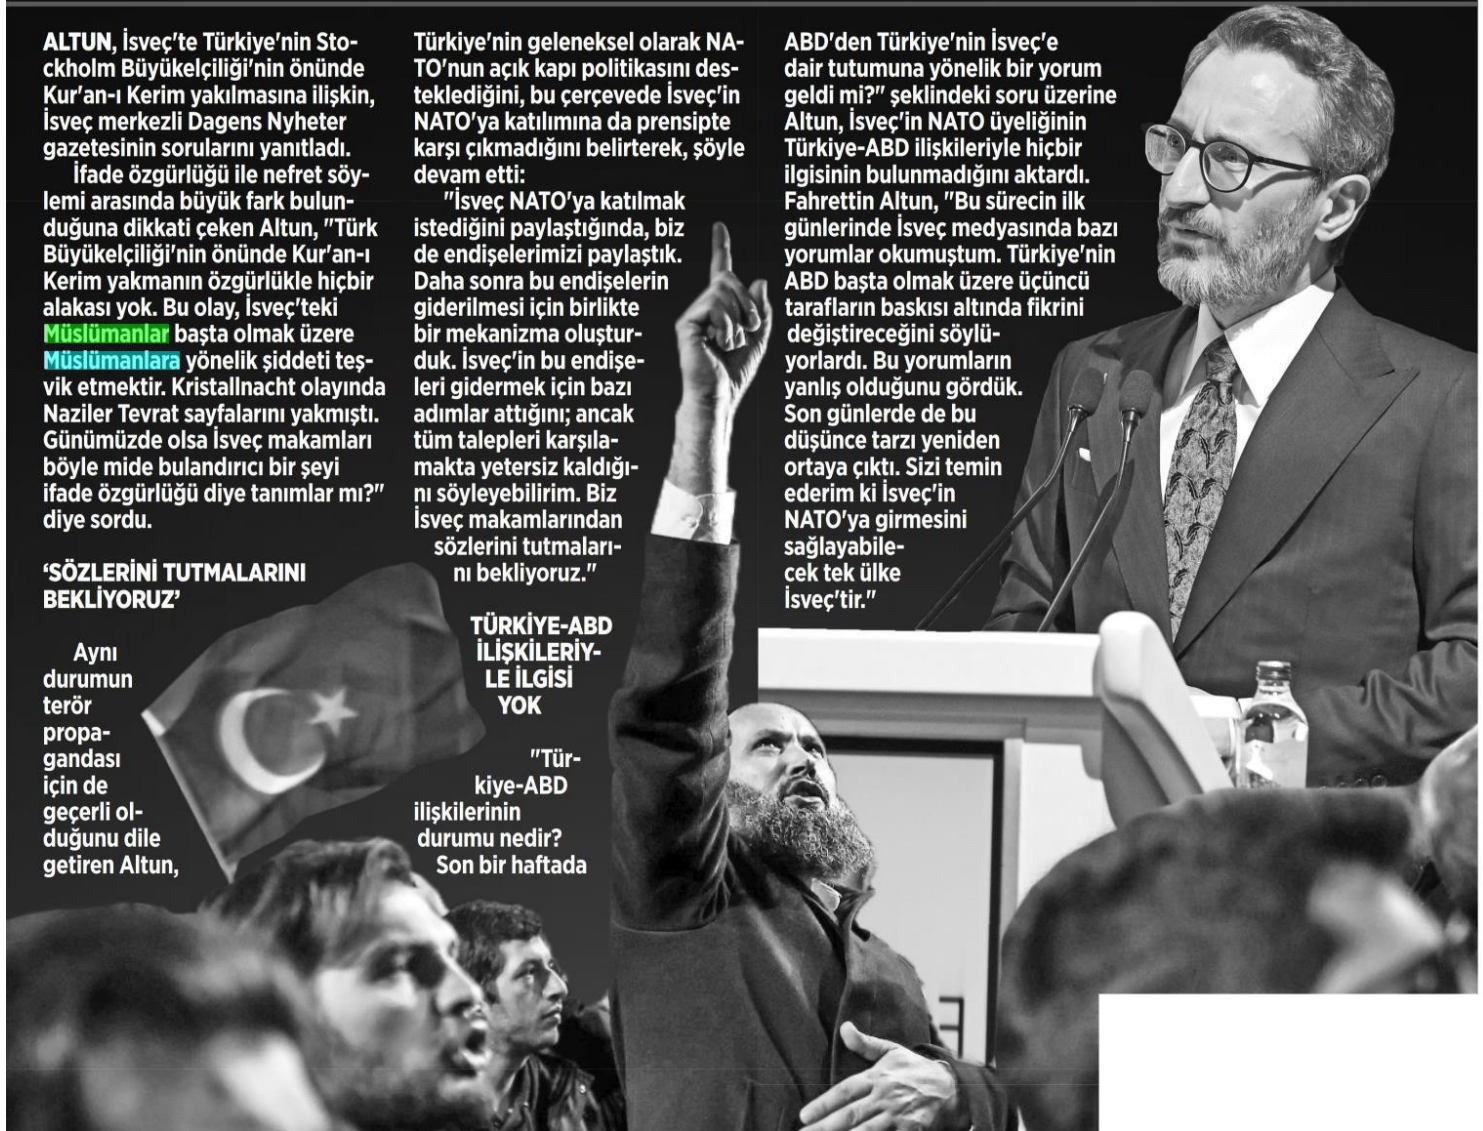 ALTUN, İsveç'te Türkiye'nin Sto-
ckholm Büyükelçiliği'nin önünde
Kur'an-ı Kerim yakılmasına ilişkin,
İsveç merkezli Dagens Nyheter
gazetesinin sorularını yanıtladı.
İfade özgürlüğü ile nefret söy-
lemi arasında büyük fark bulun-
duğuna dikkati çeken Altun, "Türk
Büyükelçiliği'nin önünde Kur'an-ı
Kerim yakmanın özgürlükle hiçbir
alakası yok. Bu olay, İsveç'teki
Müslümanlar başta olmak üzere
Müslümanlara yönelik şiddeti teş-
vik etmektir. Kristallnacht olayında
Naziler Tevrat sayfalarını yakmıştı.
Günümüzde olsa İsveç makamları
böyle mide bulandırıcı bir şeyi
ifade özgürlüğü diye tanımlar mı?"
diye sordu.
'SÖZLERİNİ TUTMALARINI
BEKLİYORUZ'
Aynı
durumun
terör
propa-
gandası
için de
geçerli ol-
duğunu dile
getiren Altun,
Türkiye'nin geleneksel olarak NA-
TO'nun açık kapı politikasını des-
teklediğini, bu çerçevede İsveç'in
NATO'ya katılımına da prensipte
karşı çıkmadığını belirterek, şöyle
devam etti:
"İsveç NATO'ya katılmak
istediğini paylaştığında, biz
de endişelerimizi paylaştık.
Daha sonra bu endişelerin
giderilmesi için birlikte
bir mekanizma oluştur-
duk. İsveç'in bu endişe-
leri gidermek için bazı
adımlar attığını; ancak
tüm talepleri karşıla-
makta yetersiz kaldığı-
nı söyleyebilirim. Biz
İsveç makamlarından
sözlerini tutmaları-
nı bekliyoruz."
TÜRKİYE-ABD
İLİŞKİLERİY-
LE İLGİSİ
YOK
"Tür-
kiye-ABD
ilişkilerinin
durumu nedir?
Son bir haftada
ABD'den Türkiye'nin İsveç'e
dair tutumuna yönelik bir yorum
geldi mi?" şeklindeki soru üzerine
Altun, İsveç'in NATO üyeliğinin
Türkiye-ABD ilişkileriyle hiçbir
ilgisinin bulunmadığını aktardı.
Fahrettin Altun, "Bu sürecin ilk
günlerinde İsveç medyasında bazı
yorumlar okumuştum. Türkiye'nin
ABD başta olmak üzere üçüncü
tarafların baskısı altında fikrini
değiştireceğini söylü-
yorlardı. Bu yorumların
yanlış olduğunu gördük.
Son günlerde de bu
düşünce tarzı yeniden
ortaya çıktı. Sizi temin
ederim ki İsveç'in
NATO'ya girmesini
sağlayabile-
cek tek ülke
İsveç'tir."